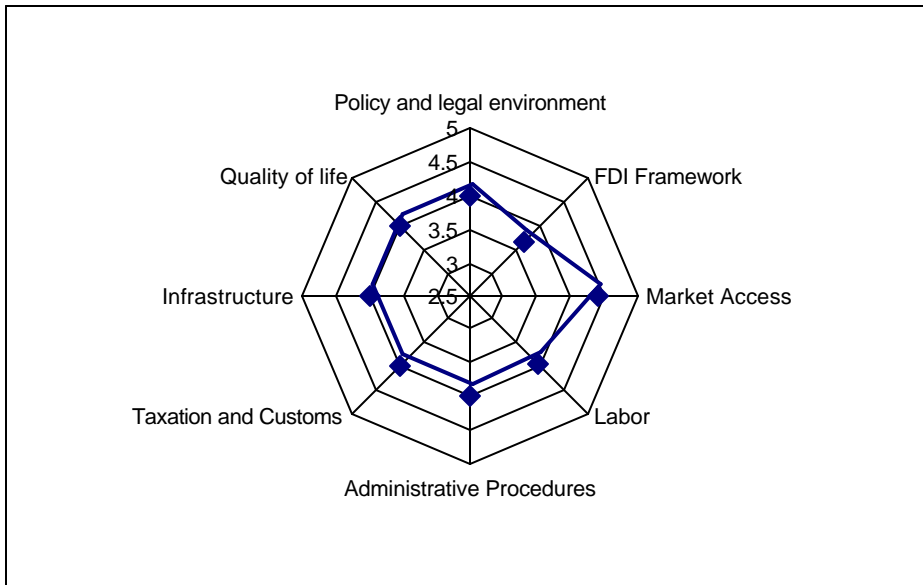 Policy and legal environment
5
Quality of life
4.5
FDI Framework
4
3.5
3
Infrastructure
2.5
Market Access
Taxation and Customs
Labor
Administrative Procedures